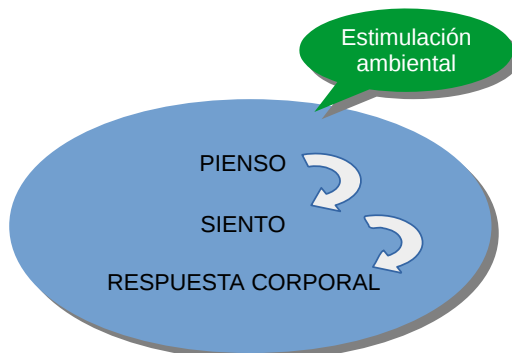 Estimulación
ambiental
PIENSO
SIENTO
RESPUESTA CORPORAL